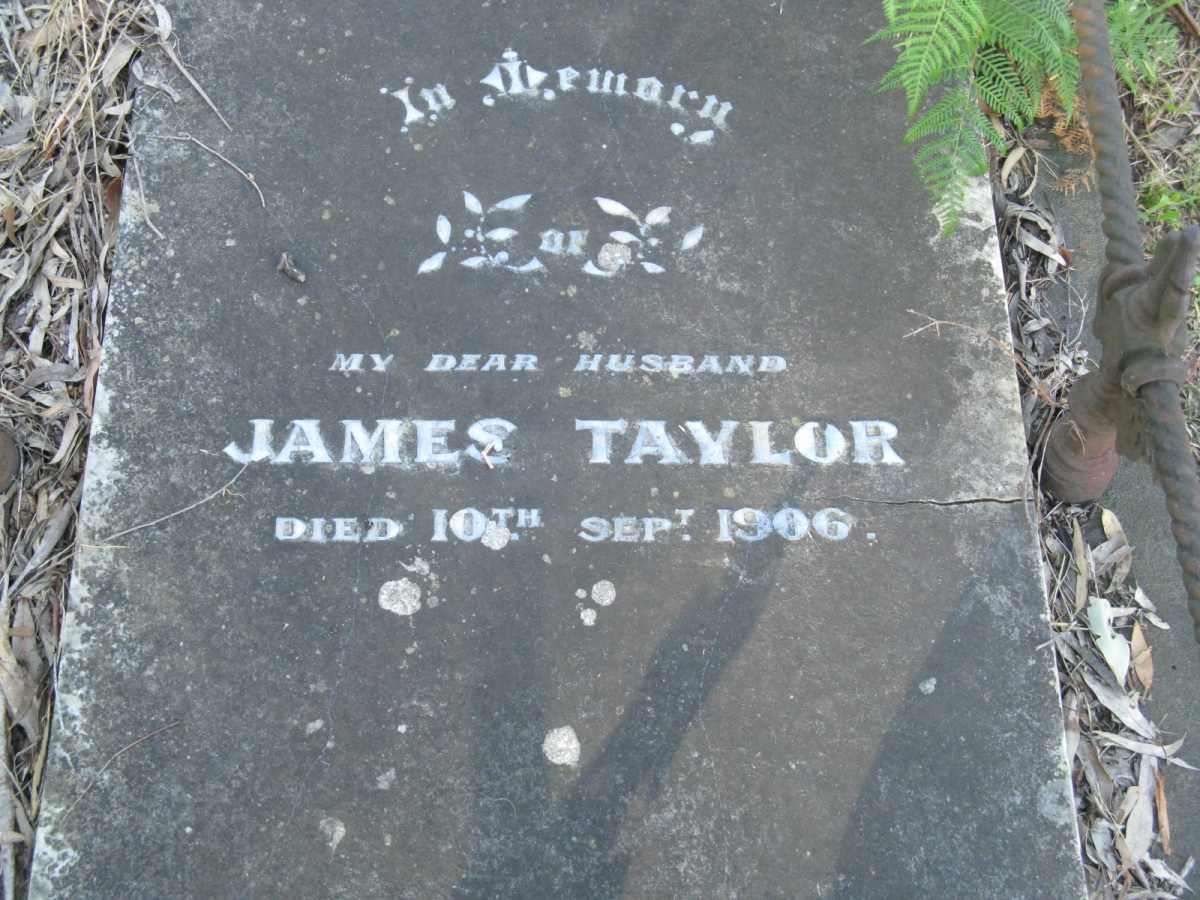 In Memory
of
MY DEAR HUSBAND
JAMES TAYLOR
DIED 10TH SEPT. 1906.